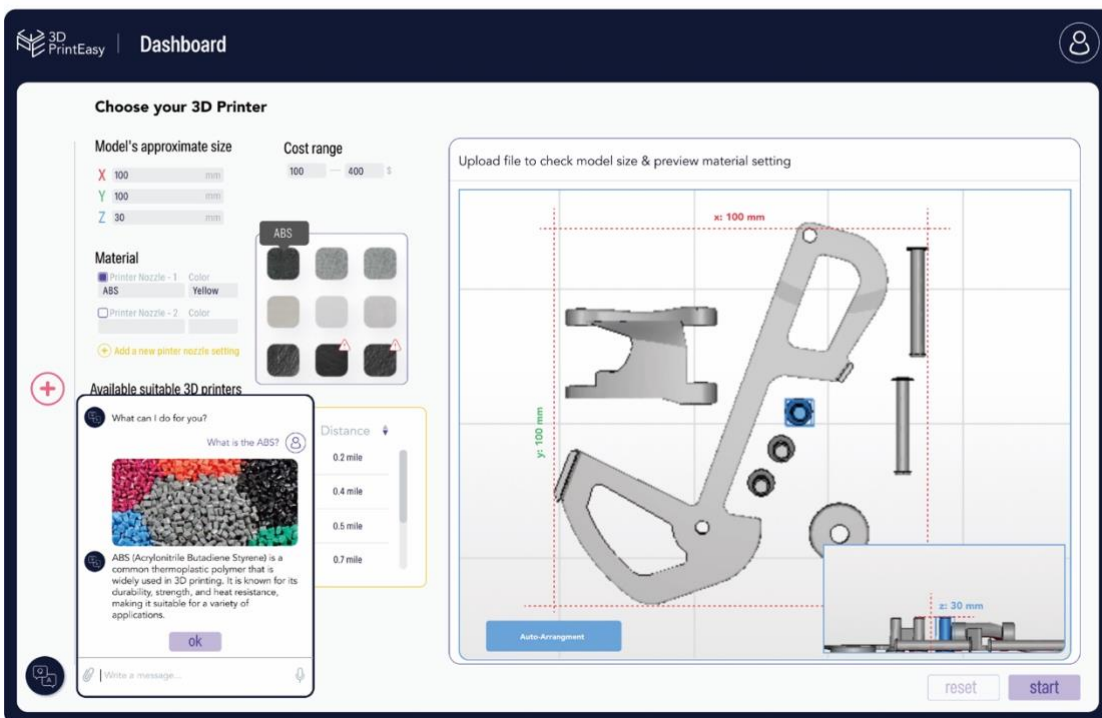 3D
PrintEasy
Dashboard
Choose your 3D Printer
Model's approximate size
X 100 mm
Y 100 mm
Z 30 mm
Cost range
100 — 400 $
Material
Printer Nozzle - 1 Color
ABS Yellow
Printer Nozzle - 2 Color
Add a new pinter nozzle setting
ABS
Available suitable 3D printers
Distance
0.2 mile
0.4 mile
0.5 mile
0.7 mile
What can I do for you?
What is the ABS?
ABS (Acrylonitrile Butadiene Styrene) is a
common thermoplastic polymer that is
widely used in 3D printing. It is known for its
durability, strength, and heat resistance,
making it suitable for a variety of
applications.
ok
Write a message...
Q
A
Upload file to check model size & preview material setting
x: 100 mm
y: 100 mm
z: 30 mm
Auto-Arrangment
reset
start